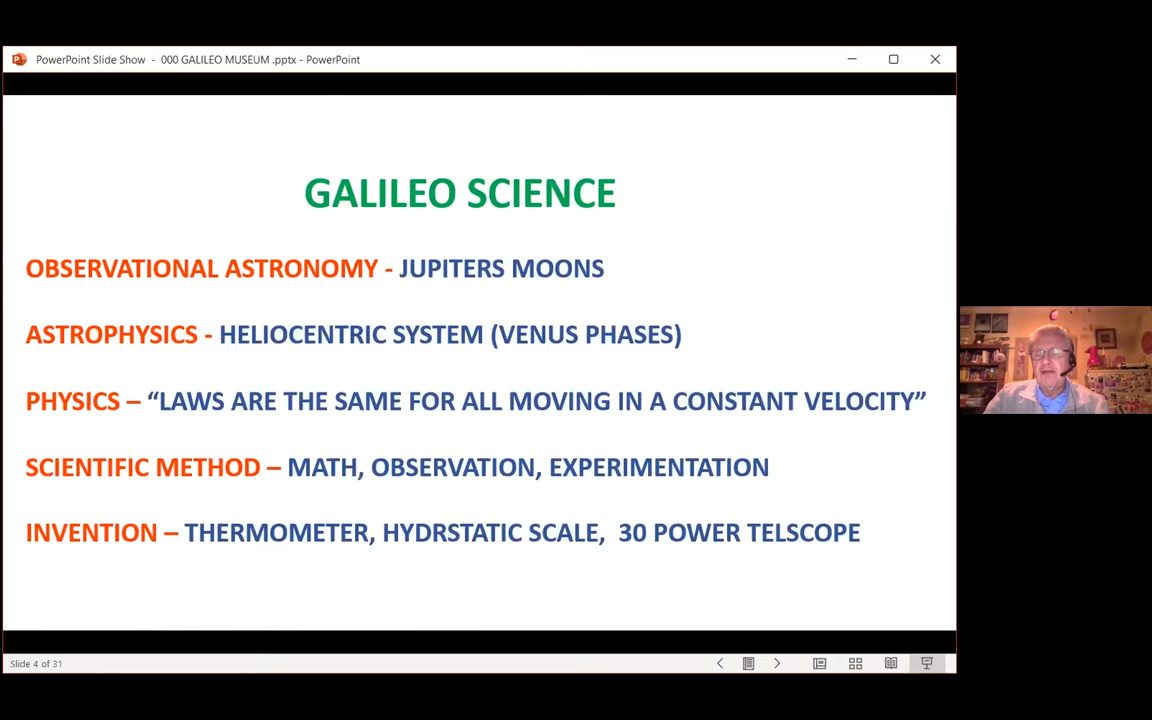 PowerPoint Slide Show - 000 GALILEO MUSEUM .pptx - PowerPoint
GALILEO SCIENCE
OBSERVATIONAL ASTRONOMY - JUPITERS MOONS
ASTROPHYSICS - HELIOCENTRIC SYSTEM (VENUS PHASES)
PHYSICS – “LAWS ARE THE SAME FOR ALL MOVING IN A CONSTANT VELOCITY”
SCIENTIFIC METHOD – MATH, OBSERVATION, EXPERIMENTATION
INVENTION – THERMOMETER, HYDRSTATIC SCALE, 30 POWER TELSCOPE
Slide 4 of 31